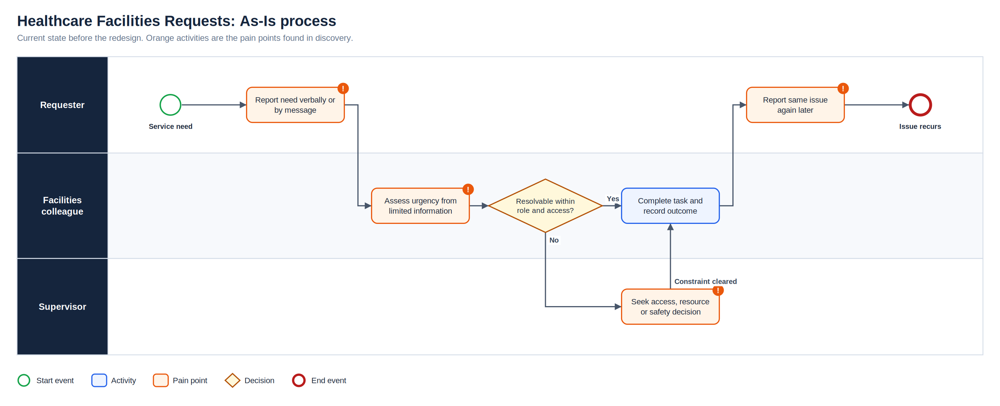 Healthcare Facilities Requests: As-Is process
Current state before the redesign. Orange activities are the pain points found in discovery.
Requester
Service need
Report need verbally or
by message
!
Report same issue
again later
!
Issue recurs
Facilities
colleague
Assess urgency from
limited information
!
Resolvable within
role and access?
Yes
No
Complete task and
record outcome
Supervisor
Constraint cleared
Seek access, resource
or safety decision
!
Start event
Activity
Pain point
Decision
End event